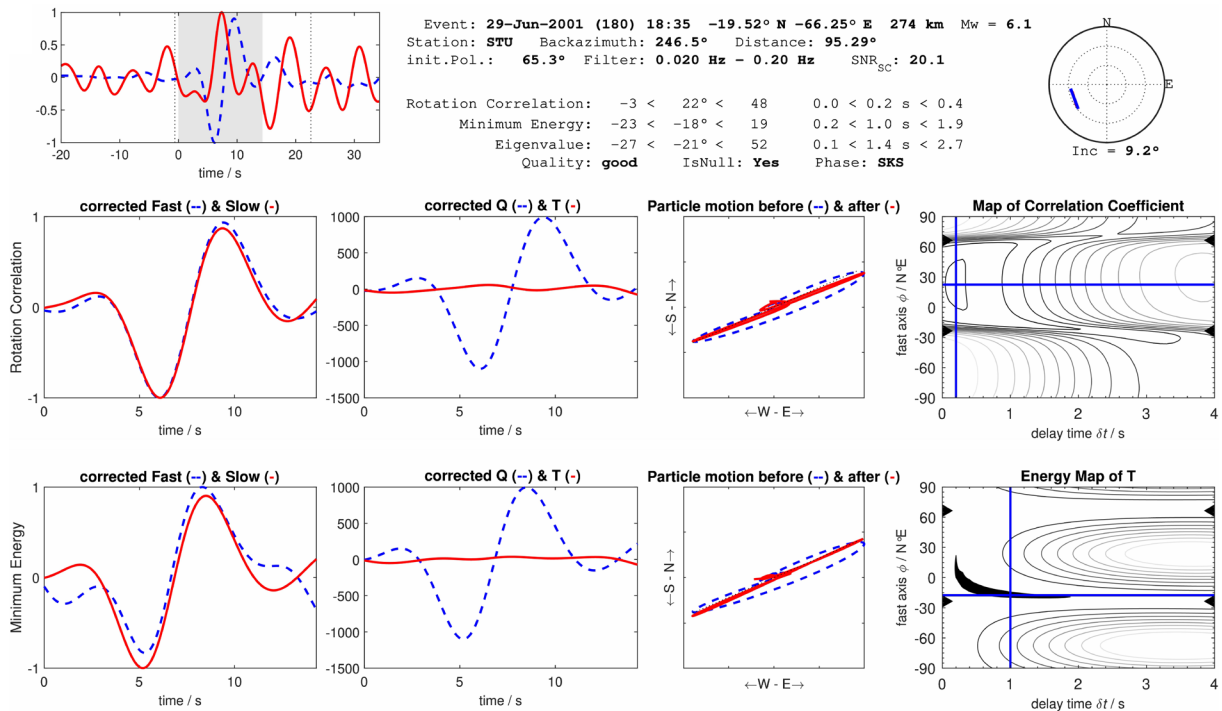 Event: 29-Jun-2001 (180) 18:35 -19.52° N -66.25° E 274 km Mw = 6.1
Station: STU Backazimuth: 246.5° Distance: 95.29°
init.Pol.: 65.3° Filter: 0.020 Hz - 0.20 Hz SNR_SC: 20.1
Rotation Correlation: -3 < 22° < 48 0.0 < 0.2 s < 0.4
Minimum Energy: -23 < -18° < 19 0.2 < 1.0 s < 1.9
Eigenvalue: -27 < -21° < 52 0.1 < 1.4 s < 2.7
Quality: good IsNull: Yes Phase: SKS
1
0.5
0
-0.5
-1
-20 -10 0 10 20 30
time / s
N
E
Inc = 9.2°
corrected Fast (--) & Slow (-)
corrected Q (--) & T (-)
Particle motion before (--) & after (-)
Map of Correlation Coefficient
Rotation Correlation
1
0
-1
0 5 10
time / s
1000
500
0
-500
-1000
-1500
0 5 10
time / s
←S - N→
←W - E→
fast axis ϕ / N°E
90
60
30
0
-30
-60
-90
0 1 2 3 4
delay time δt / s
corrected Fast (--) & Slow (-)
corrected Q (--) & T (-)
Particle motion before (--) & after (-)
Energy Map of T
Minimum Energy
1
0
-1
0 5 10
time / s
1000
500
0
-500
-1000
-1500
0 5 10
time / s
←S - N→
←W - E→
fast axis ϕ / N°E
90
60
30
0
-30
-60
-90
0 1 2 3 4
delay time δt / s